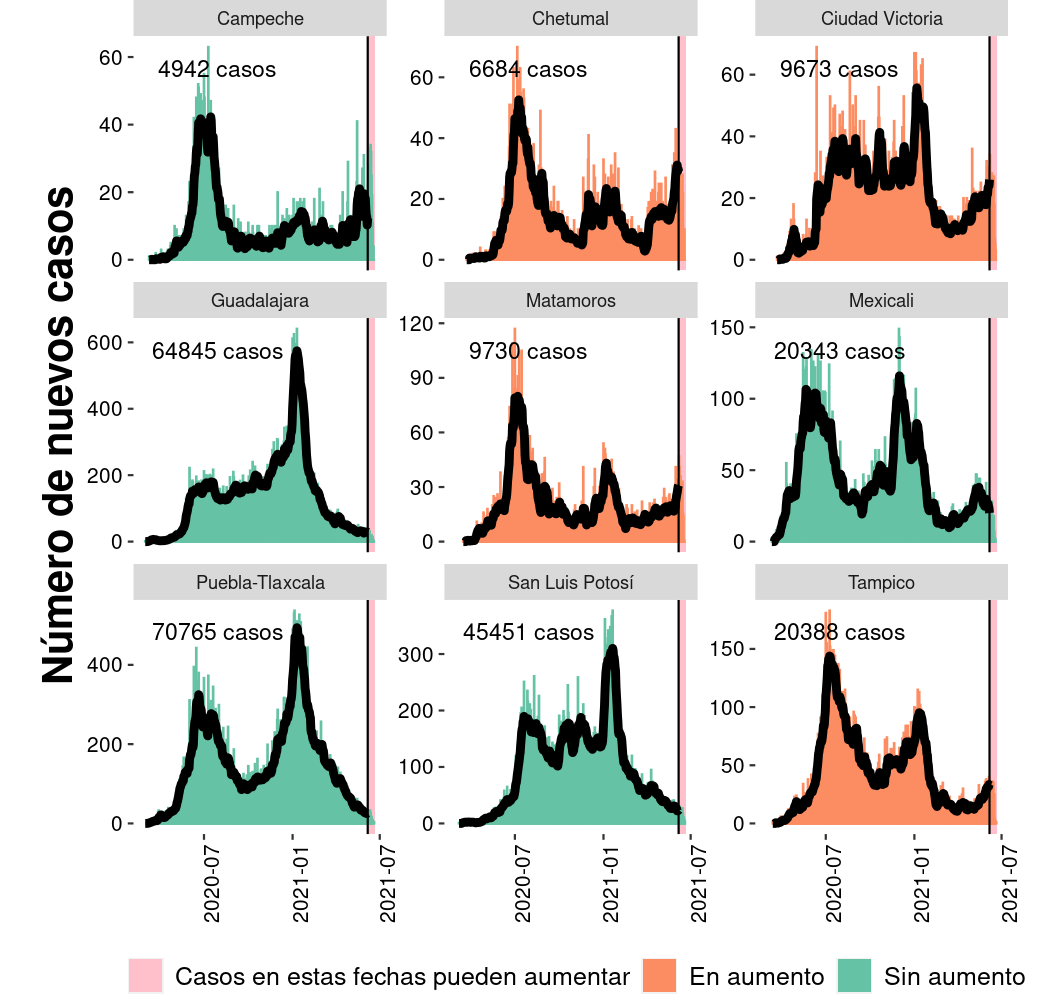 Número de nuevos casos
Campeche
4942 casos
60
40
20
0
Chetumal
6684 casos
60
40
20
0
Ciudad Victoria
9673 casos
60
40
20
0
Guadalajara
64845 casos
600
400
200
0
Matamoros
9730 casos
120
90
60
30
0
Mexicali
20343 casos
150
100
50
0
Puebla-Tlaxcala
70765 casos
400
200
0
San Luis Potosí
45451 casos
300
200
100
0
Tampico
20388 casos
150
100
50
0
2020-07
2021-01
2021-07
2020-07
2021-01
2021-07
2020-07
2021-01
2021-07
Casos en estas fechas pueden aumentar
En aumento
Sin aumento